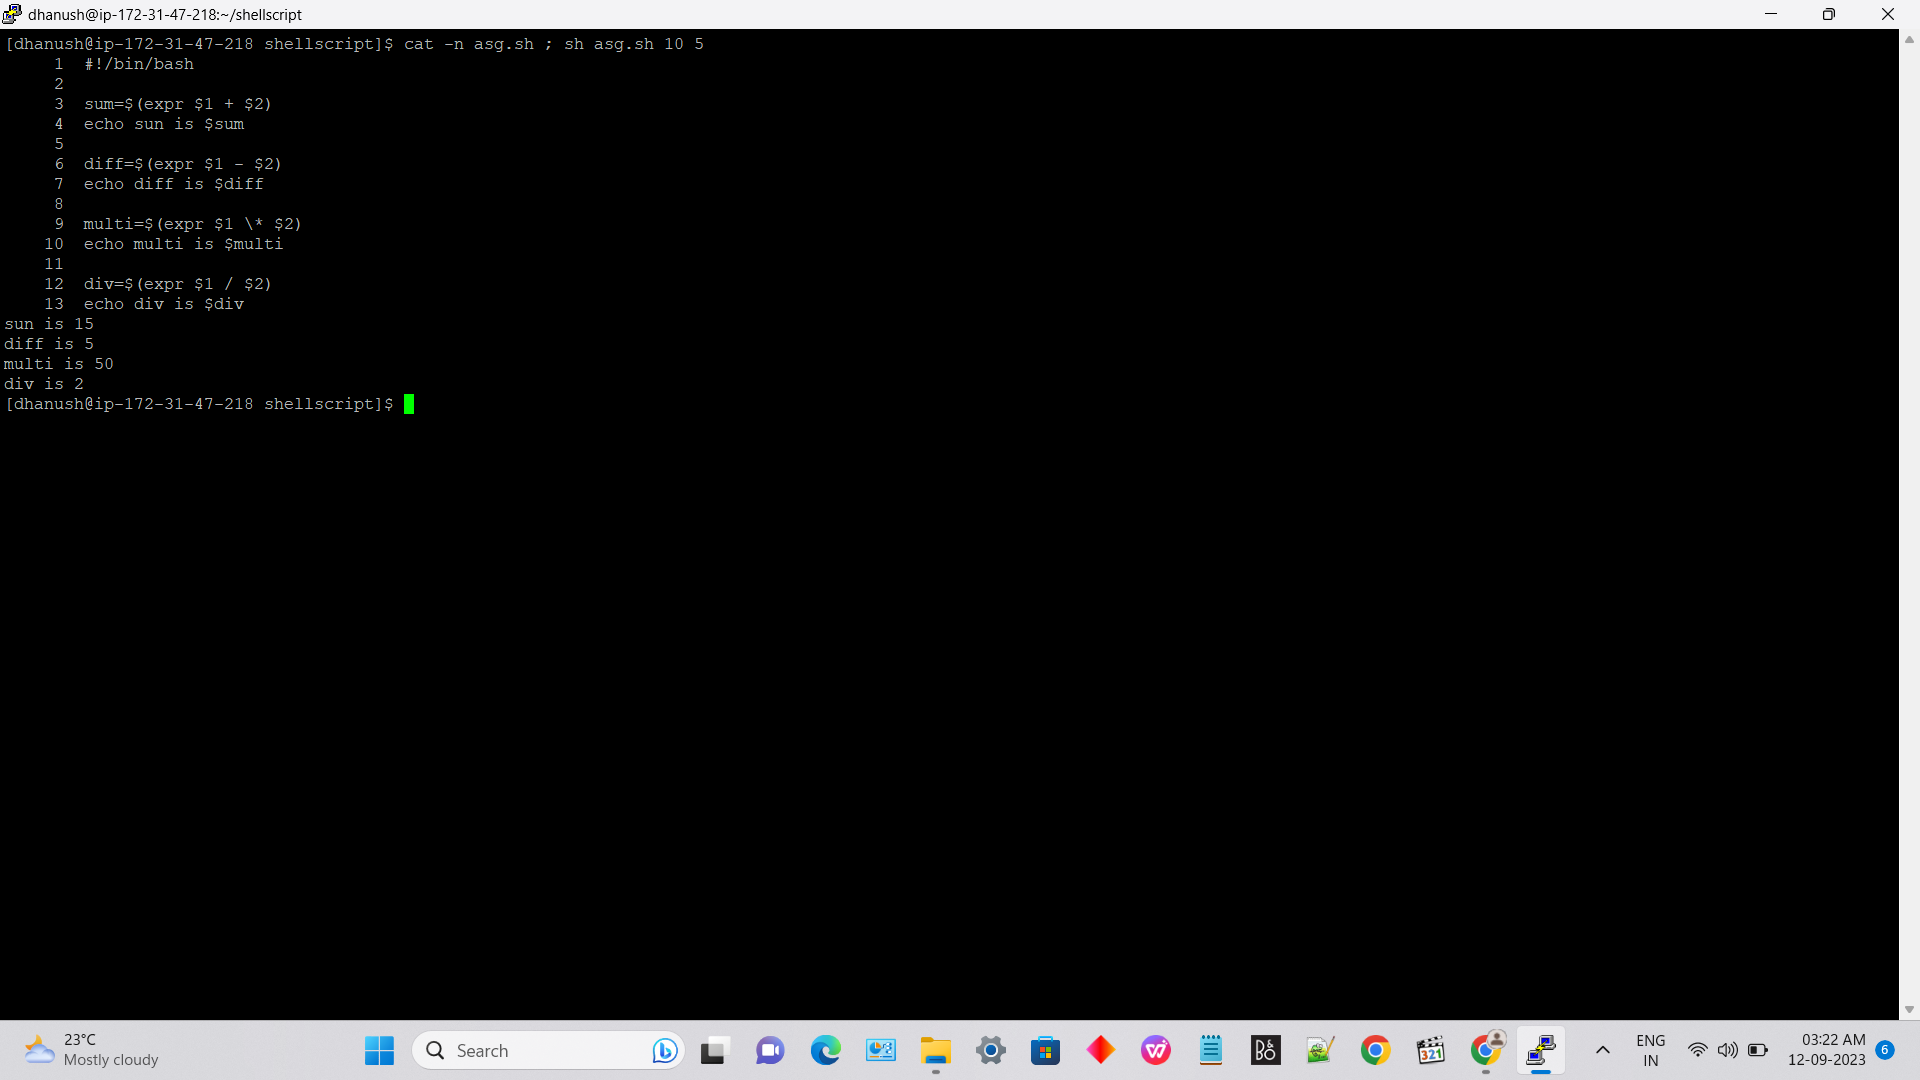 dhanush@ip-172-31-47-218:~/shellscript
[dhanush@ip-172-31-47-218 shellscript]$ cat -n asg.sh ; sh asg.sh 10 5
     1  #!/bin/bash
     2
     3  sum=$(expr $1 + $2)
     4  echo sun is $sum
     5
     6  diff=$(expr $1 - $2)
     7  echo diff is $diff
     8
     9  multi=$(expr $1 \* $2)
    10  echo multi is $multi
    11
    12  div=$(expr $1 / $2)
    13  echo div is $div
sun is 15
diff is 5
multi is 50
div is 2
[dhanush@ip-172-31-47-218 shellscript]$
23°C
Mostly cloudy
Search
321
B&O
ENG
IN
03:22 AM
12-09-2023
6